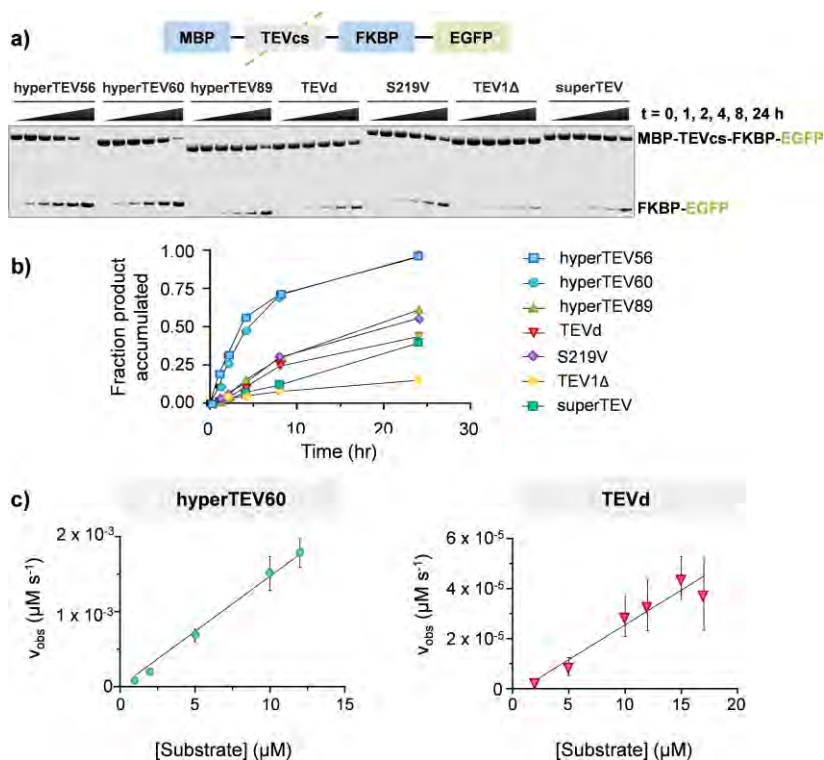 a)
MBP TEVcs FKBP EGFP
hyperTEV56 hyperTEV60 hyperTEV89 TEVd S219V TEV1Δ superTEV
t = 0, 1, 2, 4, 8, 24 h
MBP-TEVcs-FKBP-EGFP
FKBP-EGFP
b)
Fraction product accumulated
1.00
0.75
0.50
0.25
0.00
0 10 20 30
Time (hr)
hyperTEV56
hyperTEV60
hyperTEV89
TEVd
S219V
TEV1Δ
superTEV
c)
hyperTEV60
v_obs (µM s⁻¹)
2 x 10⁻³
1 x 10⁻³
0
0 5 10 15
[Substrate] (µM)
TEVd
v_obs (µM s⁻¹)
6 x 10⁻⁵
4 x 10⁻⁵
2 x 10⁻⁵
0
0 5 10 15 20
[Substrate] (µM)